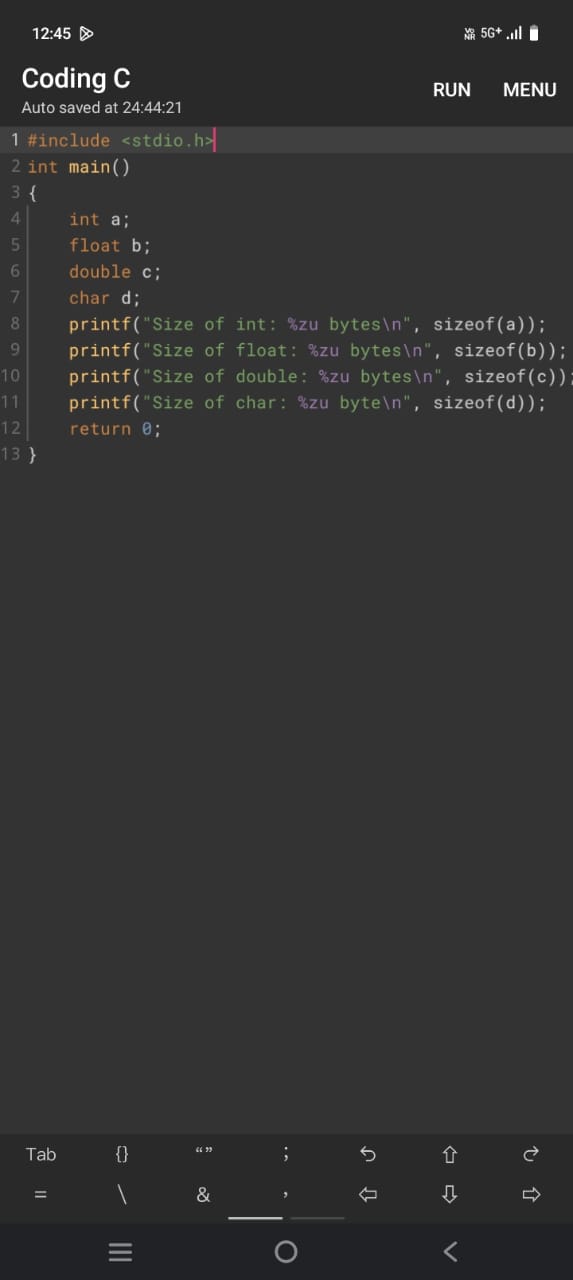 12:45 Vo NR 5G+
Coding C
RUN MENU
Auto saved at 24:44:21
1 #include <stdio.h>
2 int main()
3 {
4     int a;
5     float b;
6     double c;
7     char d;
8     printf("Size of int: %zu bytes\n", sizeof(a));
9     printf("Size of float: %zu bytes\n", sizeof(b));
10     printf("Size of double: %zu bytes\n", sizeof(c));
11     printf("Size of char: %zu byte\n", sizeof(d));
12     return 0;
13 }
Tab {} “” ;
= \ & ,